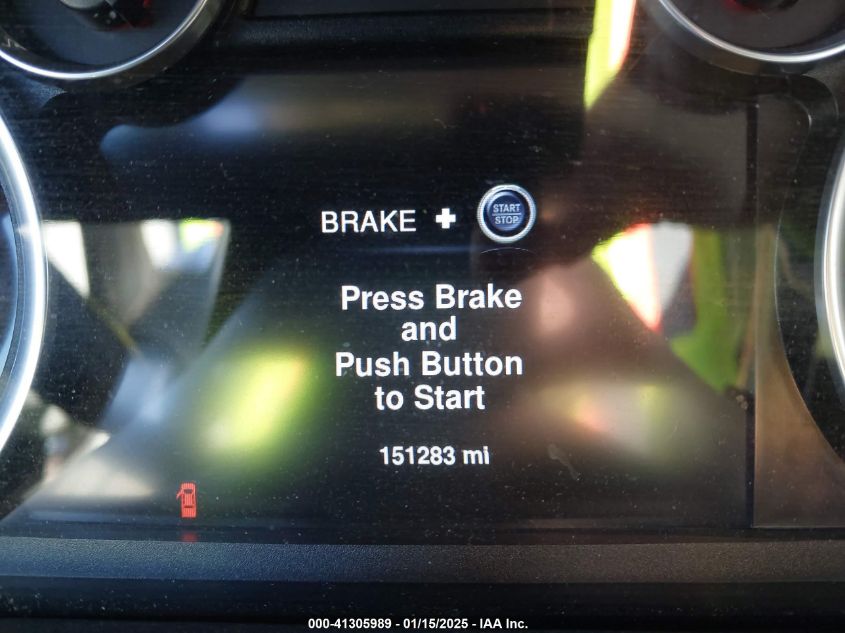 BRAKE + START STOP
Press Brake
and
Push Button
to Start
151283 mi
000-41305989 - 01/15/2025 - IAA Inc.